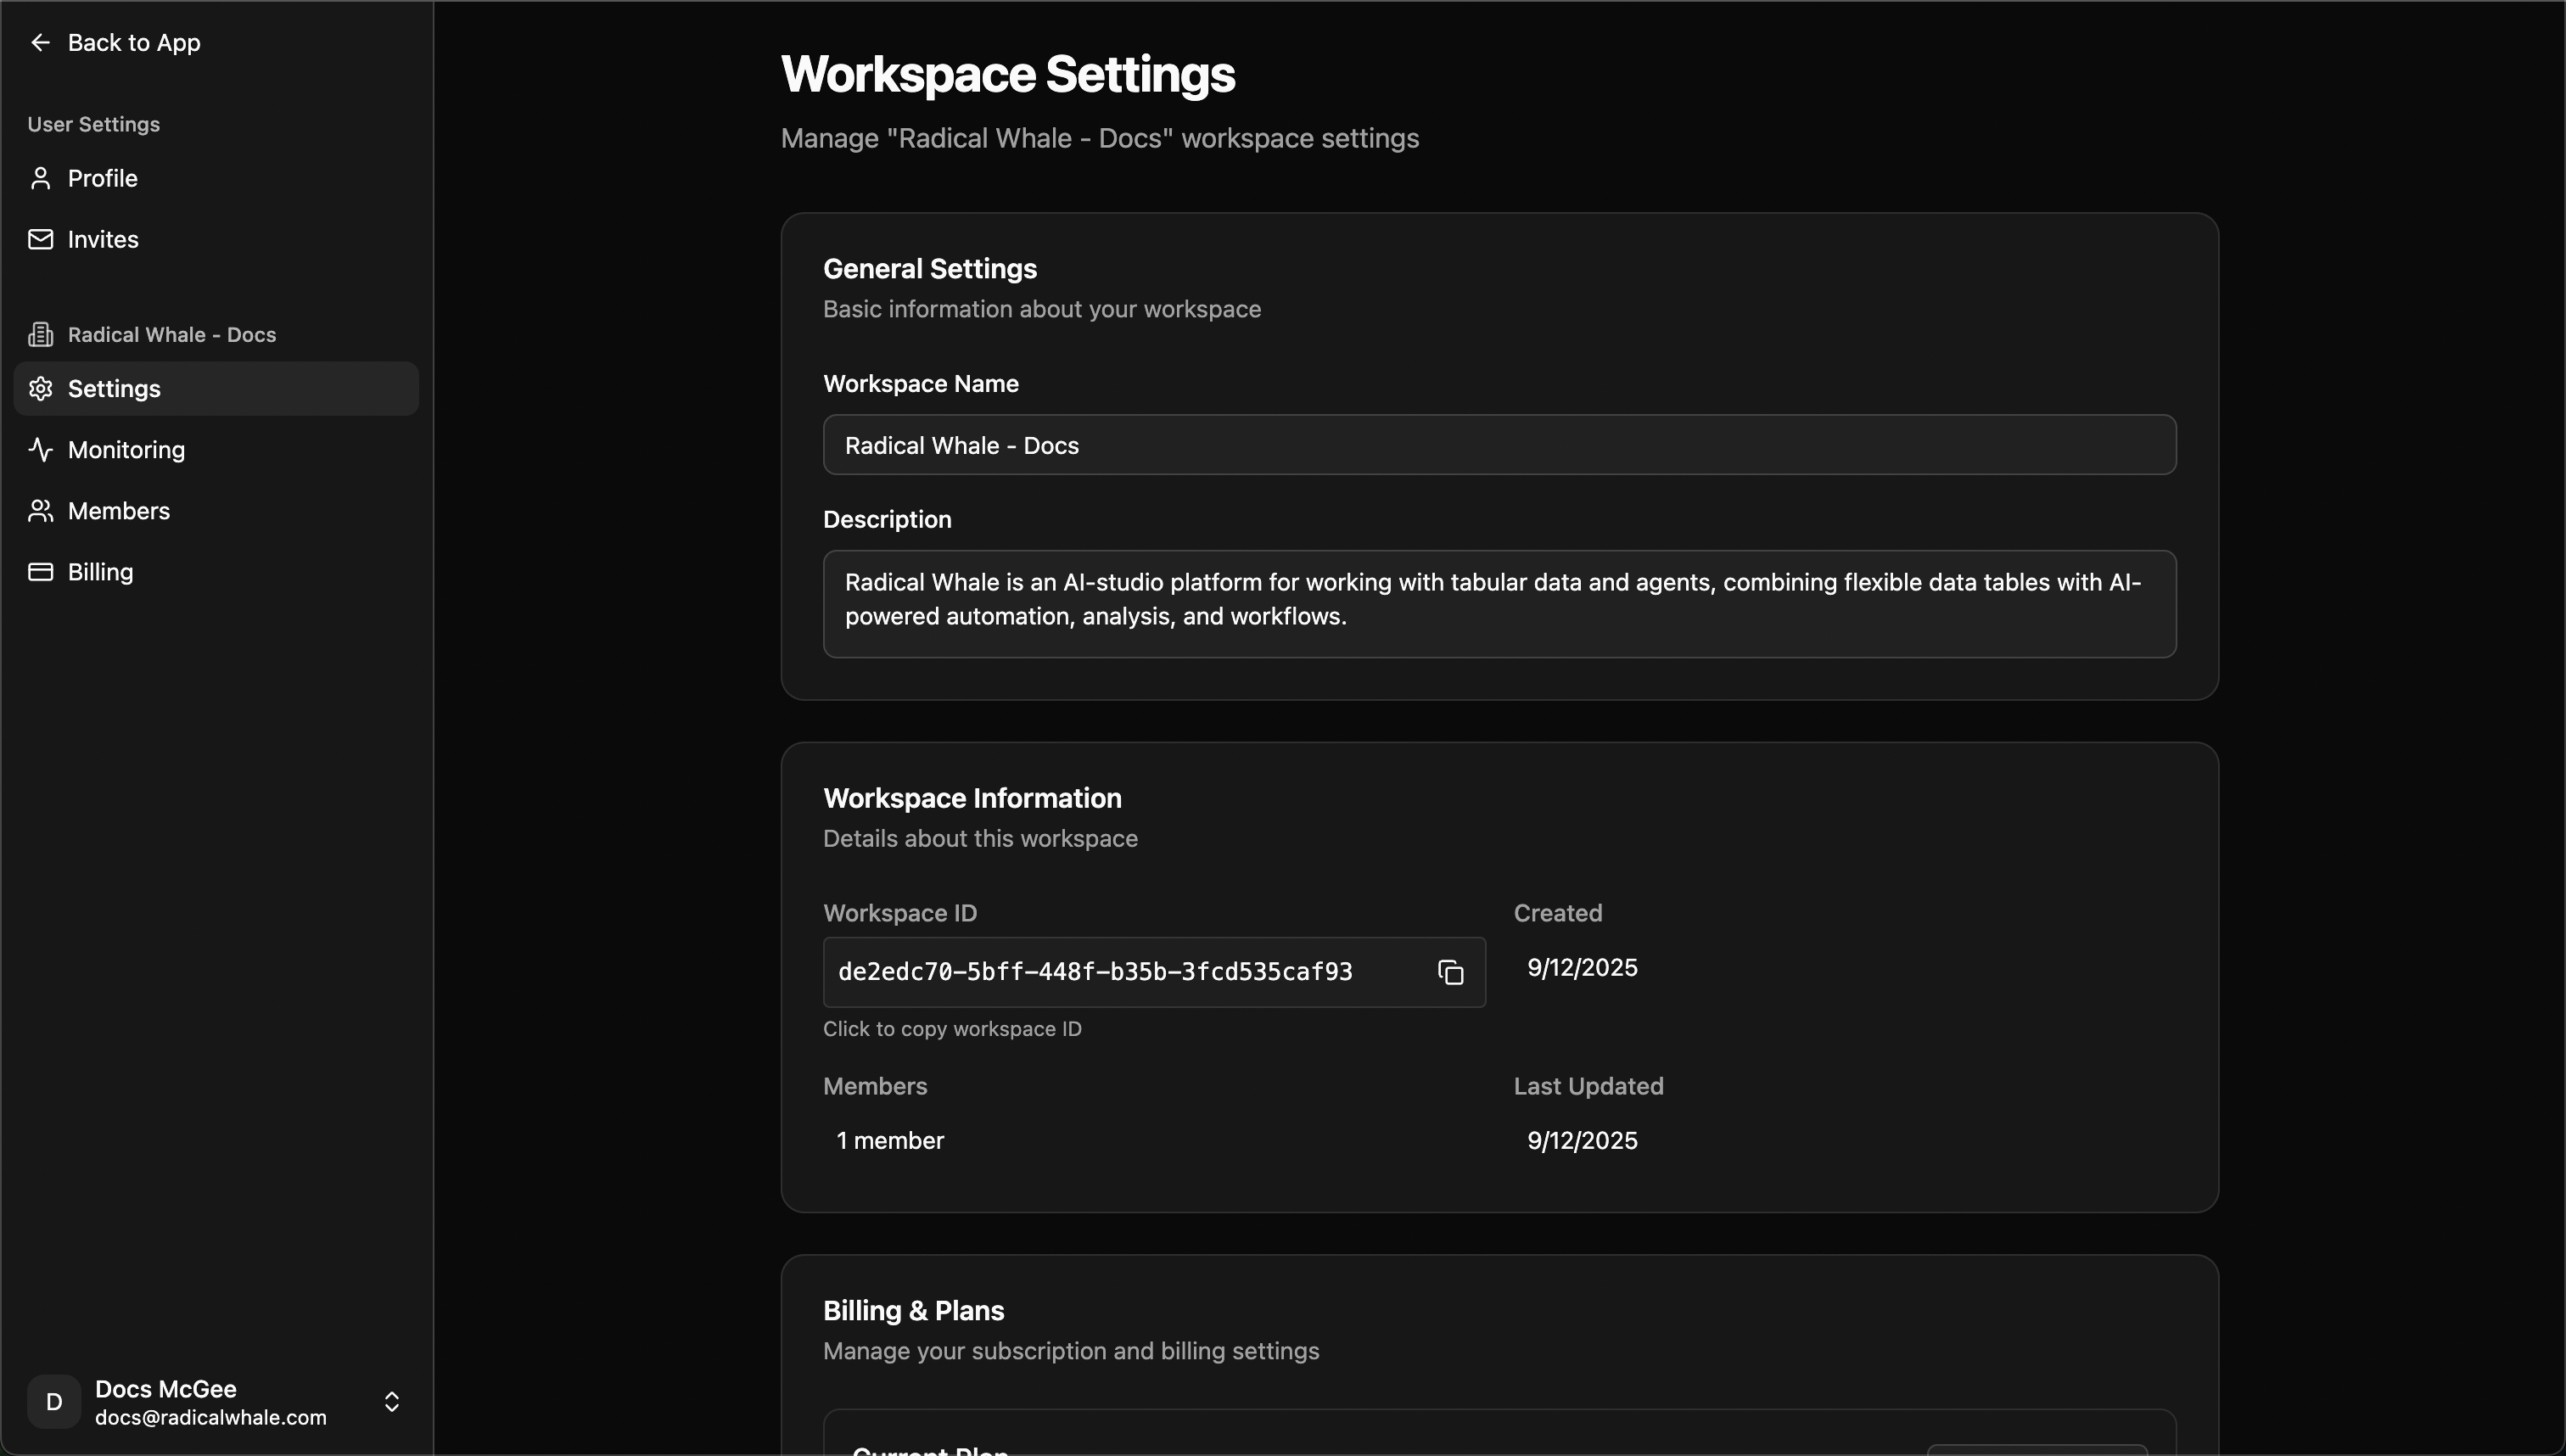 Back to App
User Settings
Profile
Invites
Radical Whale - Docs
Settings
Monitoring
Members
Billing
D
Docs McGee
docs@radicalwhale.com
Workspace Settings
Manage "Radical Whale - Docs" workspace settings
General Settings
Basic information about your workspace
Workspace Name
Radical Whale - Docs
Description
Radical Whale is an AI-studio platform for working with tabular data and agents, combining flexible data tables with AI-
powered automation, analysis, and workflows.
Workspace Information
Details about this workspace
Workspace ID
de2edc70-5bff-448f-b35b-3fcd535caf93
Click to copy workspace ID
Created
9/12/2025
Members
1 member
Last Updated
9/12/2025
Billing & Plans
Manage your subscription and billing settings
Current Plan